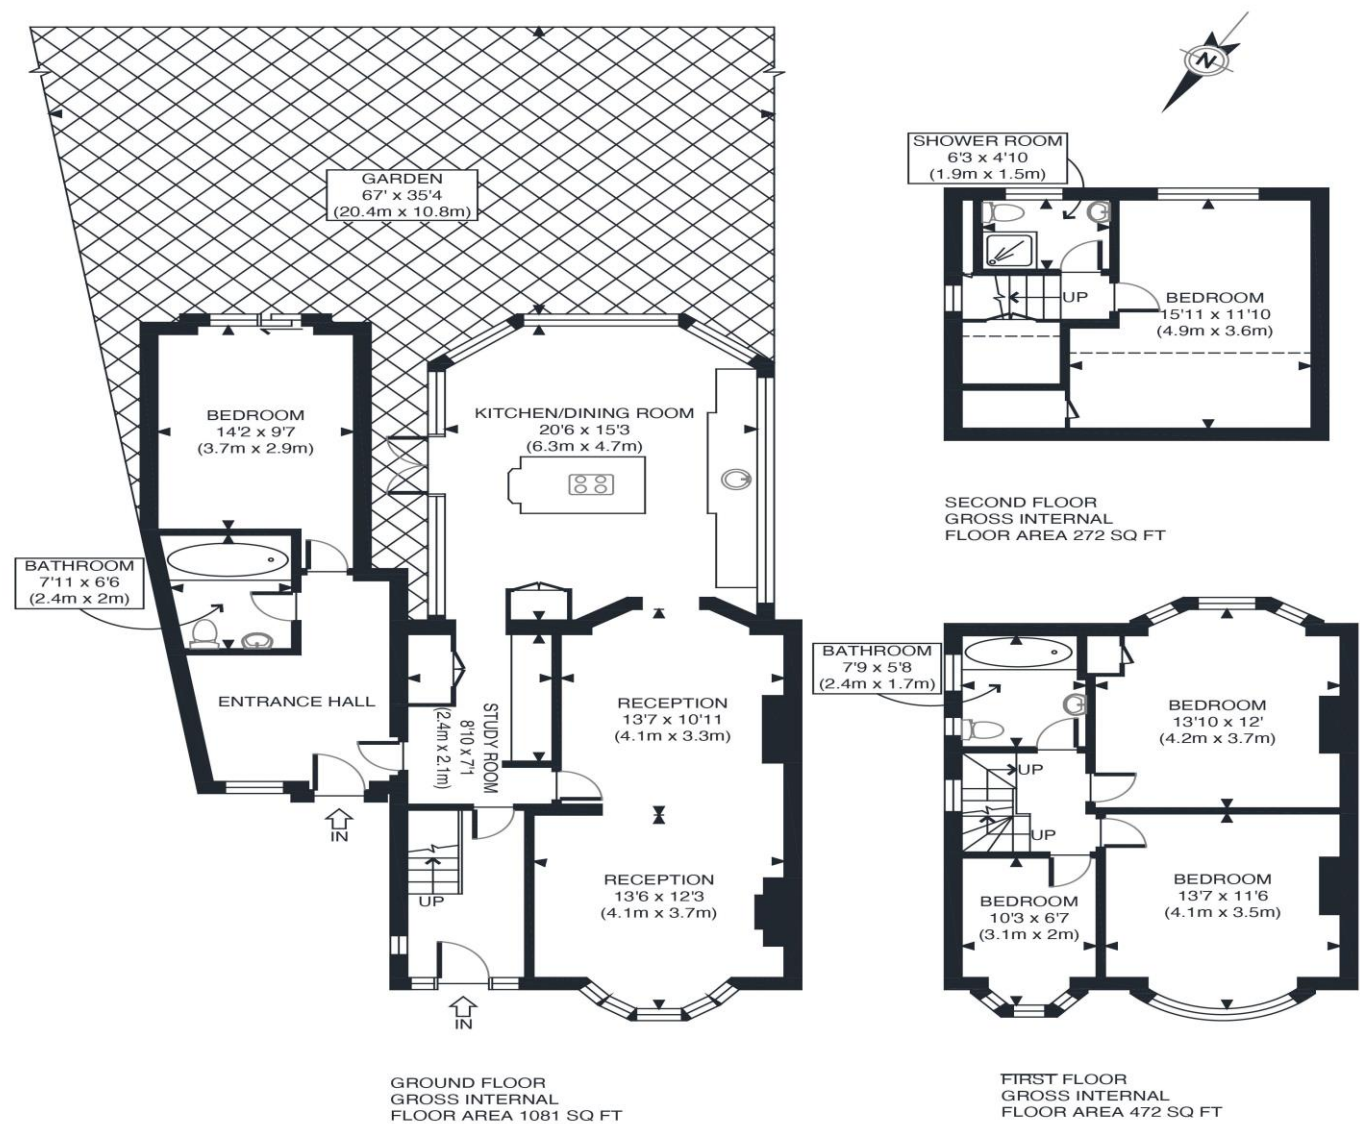 N
GARDEN
67' x 35'4
(20.4m x 10.8m)
BEDROOM
14'2 x 9'7
(3.7m x 2.9m)
KITCHEN/DINING ROOM
20'6 x 15'3
(6.3m x 4.7m)
BATHROOM
7'11 x 6'6
(2.4m x 2m)
ENTRANCE HALL
IN
STUDY ROOM
8'10 x 7'1
(2.4m x 2.1m)
RECEPTION
13'7 x 10'11
(4.1m x 3.3m)
RECEPTION
13'6 x 12'3
(4.1m x 3.7m)
UP
IN
GROUND FLOOR
GROSS INTERNAL
FLOOR AREA 1081 SQ FT
SHOWER ROOM
6'3 x 4'10
(1.9m x 1.5m)
UP
BEDROOM
15'11 x 11'10
(4.9m x 3.6m)
SECOND FLOOR
GROSS INTERNAL
FLOOR AREA 272 SQ FT
BATHROOM
7'9 x 5'8
(2.4m x 1.7m)
BEDROOM
13'10 x 12'
(4.2m x 3.7m)
UP
UP
BEDROOM
10'3 x 6'7
(3.1m x 2m)
BEDROOM
13'7 x 11'6
(4.1m x 3.5m)
FIRST FLOOR
GROSS INTERNAL
FLOOR AREA 472 SQ FT